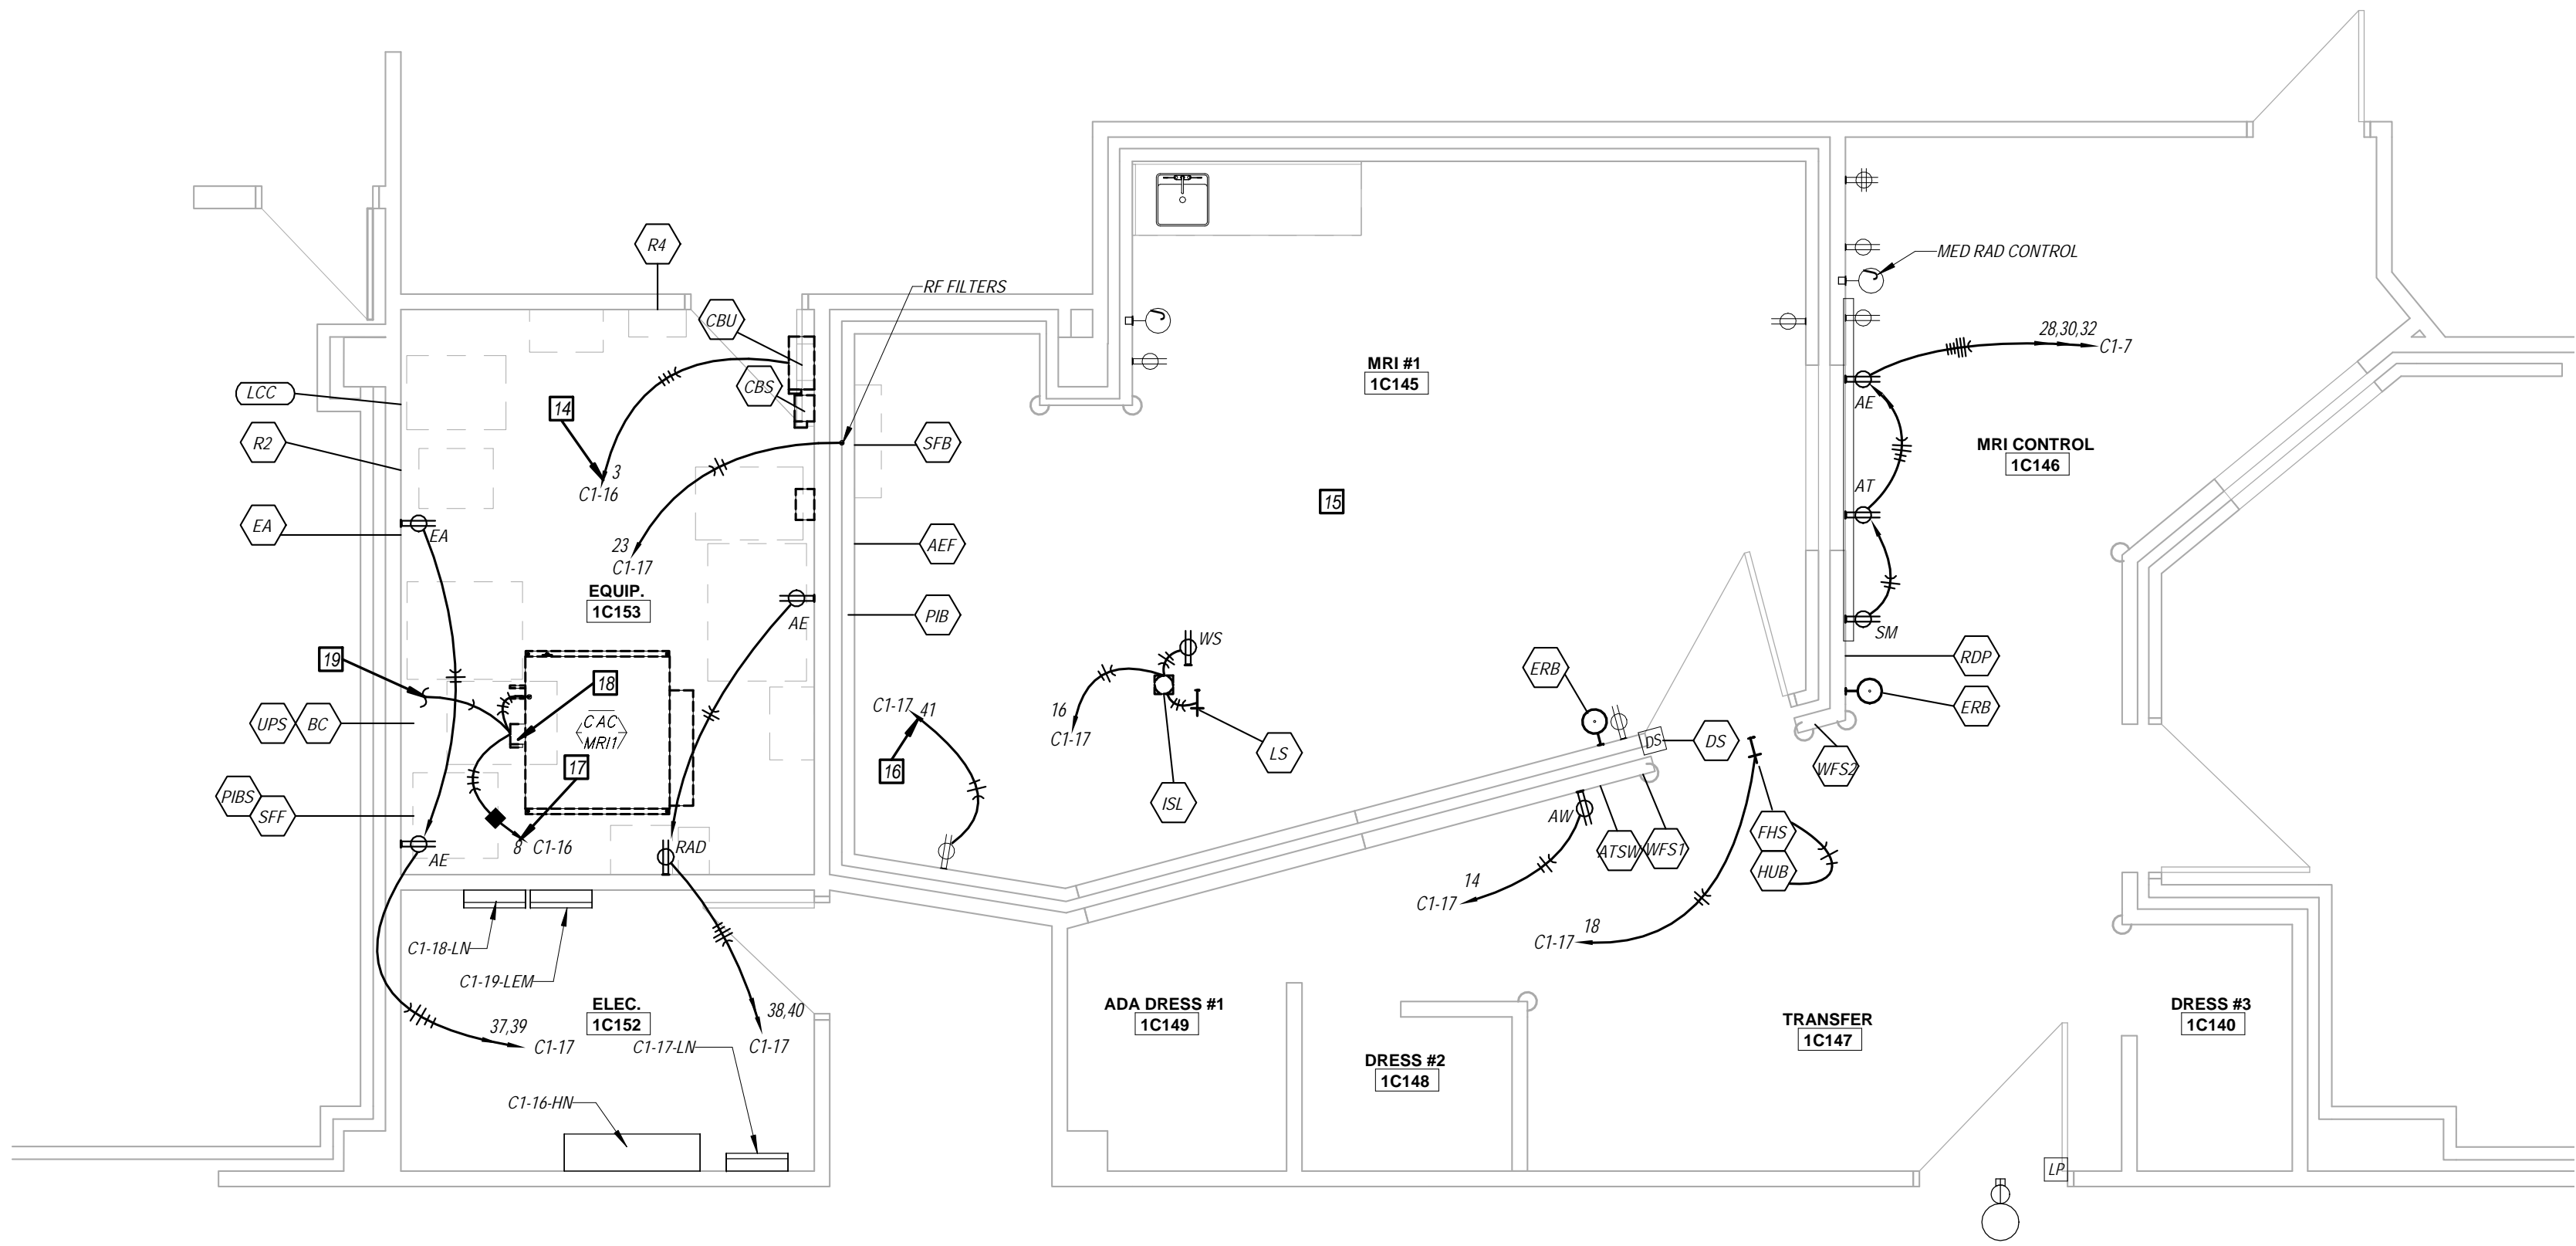 R4
RF FILTERS
MED RAD CONTROL
CBU
28,30,32
C1-7
MRI #1
1C145
CBS
LCC
14
AE
R2
SFB
MRI CONTROL
1C146
3
C1-16
AT
15
EA
EA
23
C1-17
AEF
EQUIP.
1C153
PIB
AE
SM
WS
19
18
ERB
RDP
C1-17
41
16
C1-17
ERB
UPS
BC
CAC
MRI1
LS
DS
DS
17
16
WFS2
PIBS
SFF
ISL
AW
FHS
8
C1-16
RAD
AE
ATSW
WFS1
HUB
14
C1-17
18
C1-17
C1-18-LN
C1-19-LEM
ELEC.
1C152
38,40
C1-17
37,39
C1-17
C1-17-LN
ADA DRESS #1
1C149
DRESS #3
1C140
TRANSFER
1C147
DRESS #2
1C148
C1-16-HN
LP